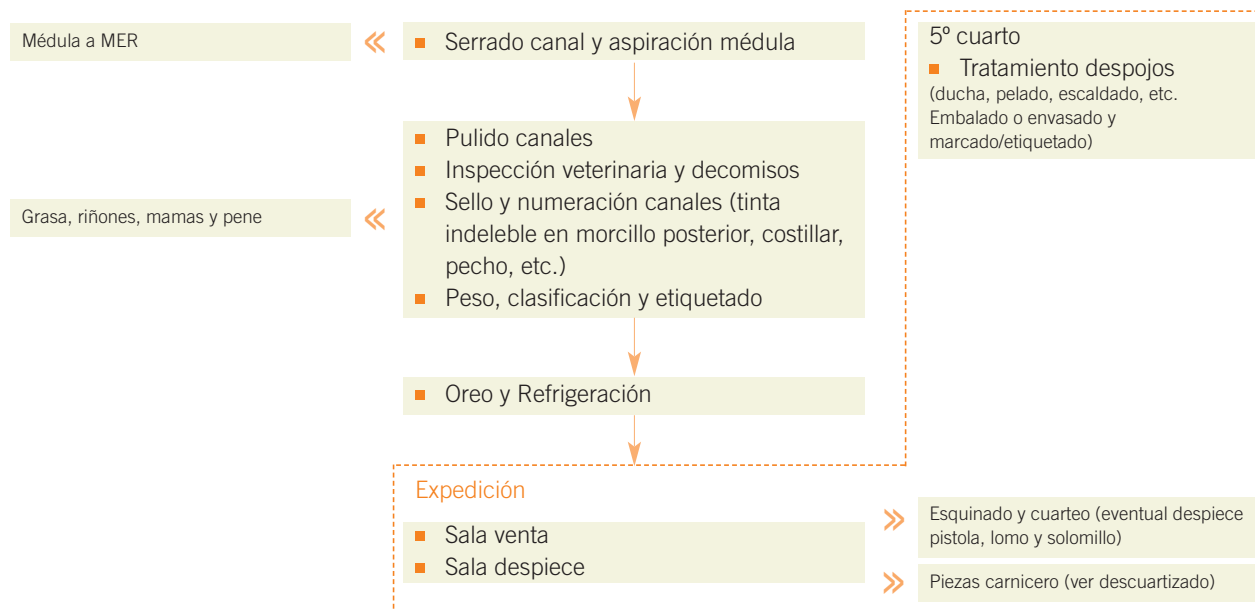 Médula a MER
Serrado canal y aspiración médula
5º cuarto
Tratamiento despojos
(ducha, pelado, escaldado, etc.
Embalado o envasado y
marcado/etiquetado)
Pulido canales
Inspección veterinaria y decomisos
Sello y numeración canales (tinta
indeleble en morcillo posterior, costillar,
pecho, etc.)
Peso, clasificación y etiquetado
Grasa, riñones, mamas y pene
Oreo y Refrigeración
Expedición
Sala venta
Sala despiece
Esquinado y cuarteo (eventual despiece
pistola, lomo y solomillo)
Piezas carnicero (ver descuartizado)